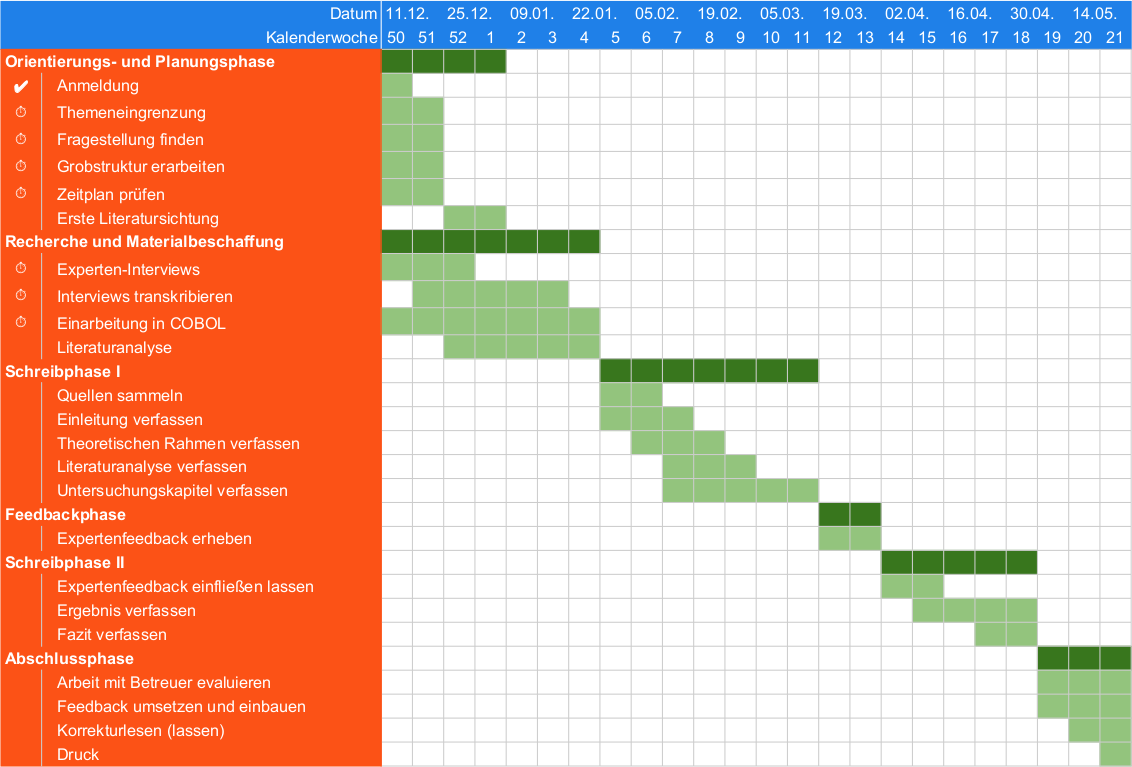 Datum 11.12. 25.12. 09.01. 22.01. 05.02. 19.02. 05.03. 19.03. 02.04. 16.04. 30.04. 14.05.
Kalenderwoche 50 51 52 1 2 3 4 5 6 7 8 9 10 11 12 13 14 15 16 17 18 19 20 21
Orientierungs- und Planungsphase
✔ Anmeldung
⏱ Themeneingrenzung
⏱ Fragestellung finden
⏱ Grobstruktur erarbeiten
⏱ Zeitplan prüfen
Erste Literatursichtung
Recherche und Materialbeschaffung
⏱ Experten-Interviews
⏱ Interviews transkribieren
⏱ Einarbeitung in COBOL
Literaturanalyse
Schreibphase I
Quellen sammeln
Einleitung verfassen
Theoretischen Rahmen verfassen
Literaturanalyse verfassen
Untersuchungskapitel verfassen
Feedbackphase
Expertenfeedback erheben
Schreibphase II
Expertenfeedback einfließen lassen
Ergebnis verfassen
Fazit verfassen
Abschlussphase
Arbeit mit Betreuer evaluieren
Feedback umsetzen und einbauen
Korrekturlesen (lassen)
Druck